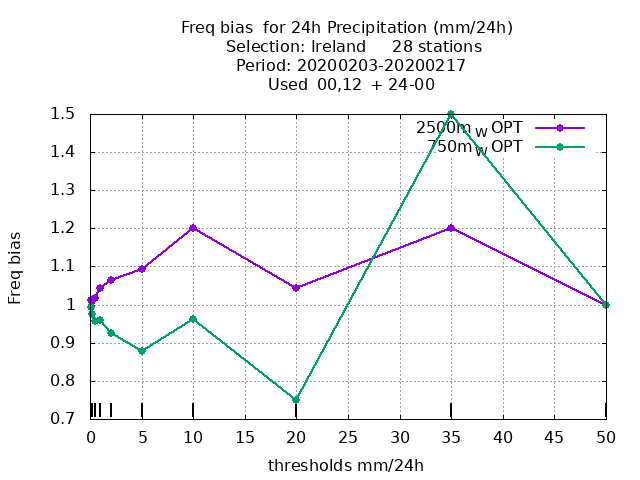 Freq bias  for 24h Precipitation (mm/24h)
Selection: Ireland     28 stations
Period: 20200203-20200217
Used  00,12  + 24-00
2500m_W OPT
750m_W OPT
Freq bias
1.5
1.4
1.3
1.2
1.1
1
0.9
0.8
0.7
0 5 10 15 20 25 30 35 40 45 50
thresholds mm/24h